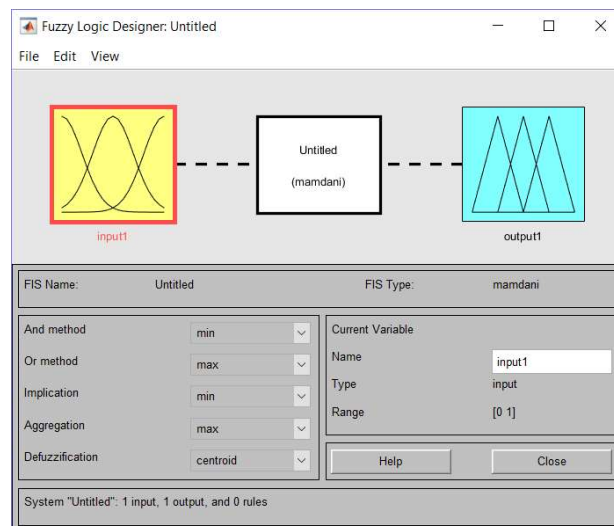 Fuzzy Logic Designer: Untitled
File Edit View
Untitled
(mamdani)
input1
output1
FIS Name: Untitled FIS Type: mamdani
And method min
Or method max
Implication min
Aggregation max
Defuzzification centroid
Current Variable
Name input1
Type input
Range [0 1]
Help Close
System "Untitled": 1 input, 1 output, and 0 rules